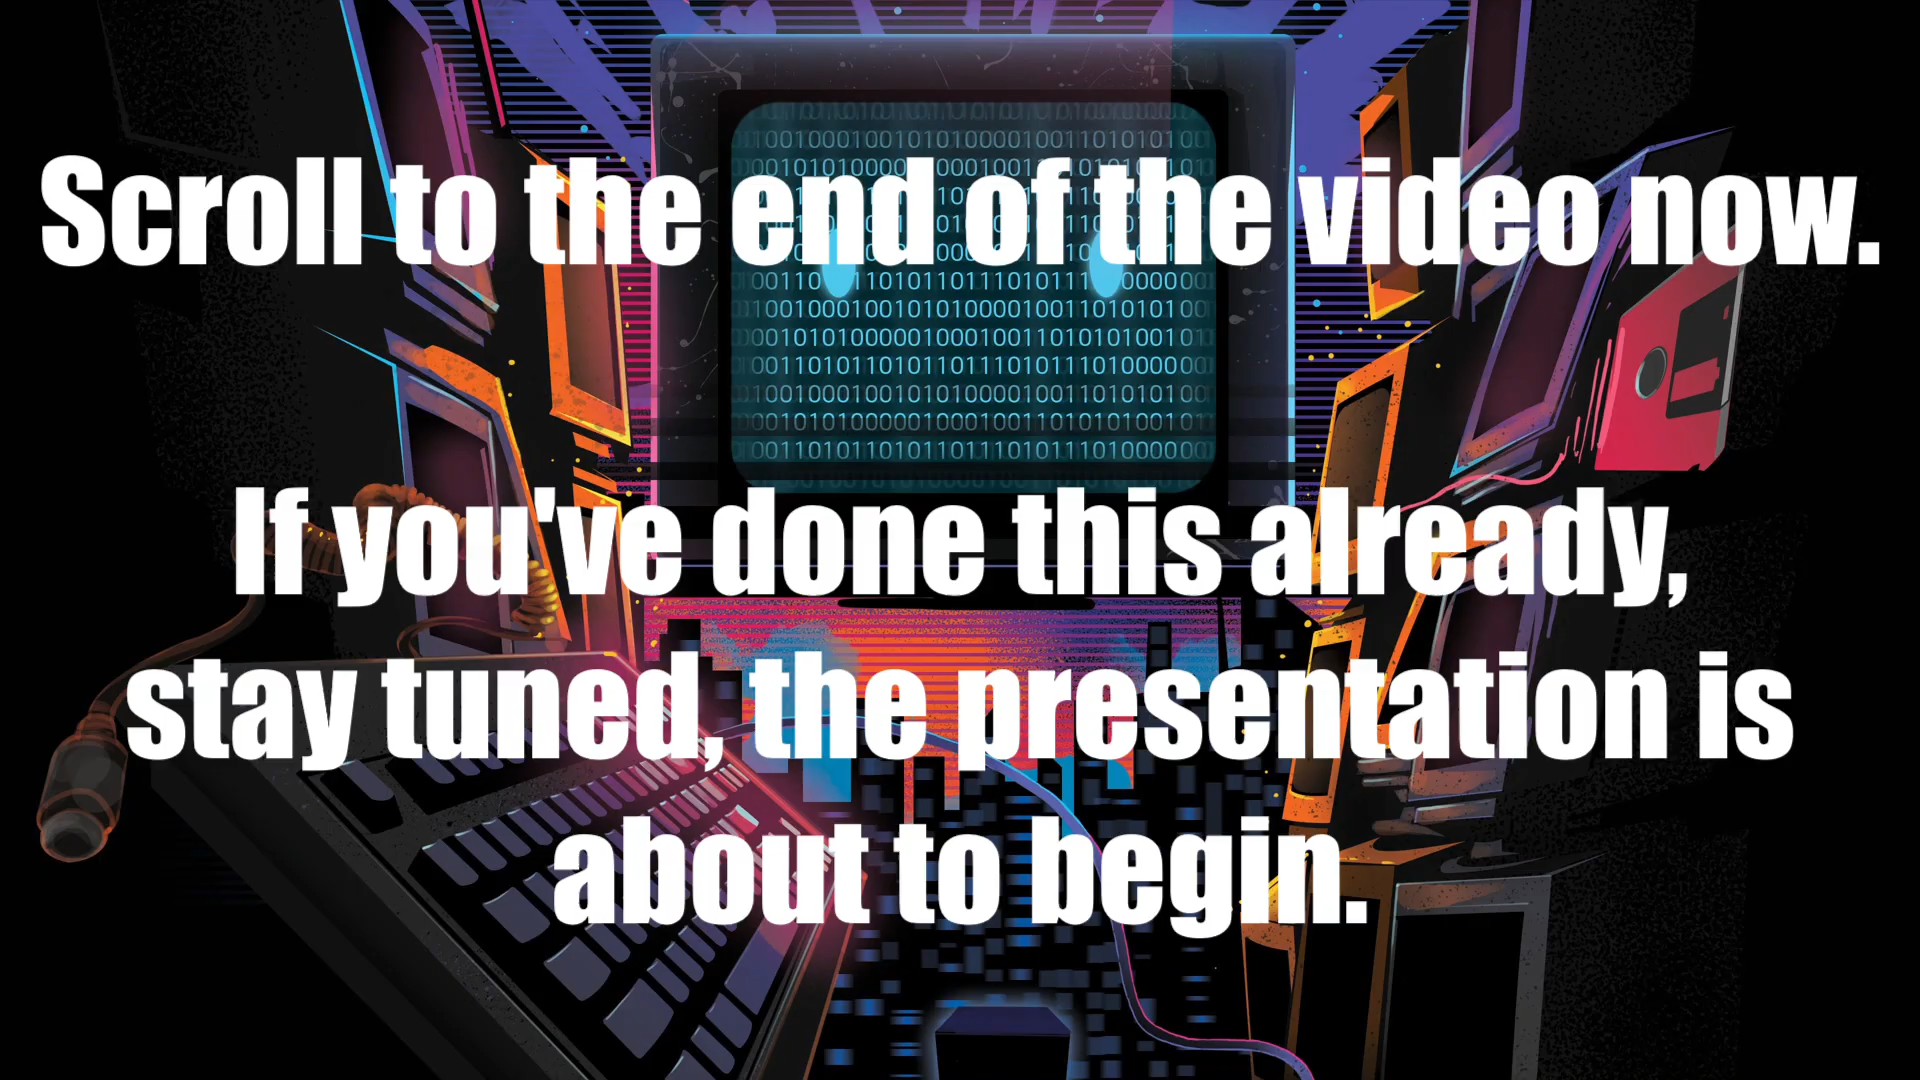 Scroll to the end of the video now.
If you've done this already,
stay tuned, the presentation is
about to begin.